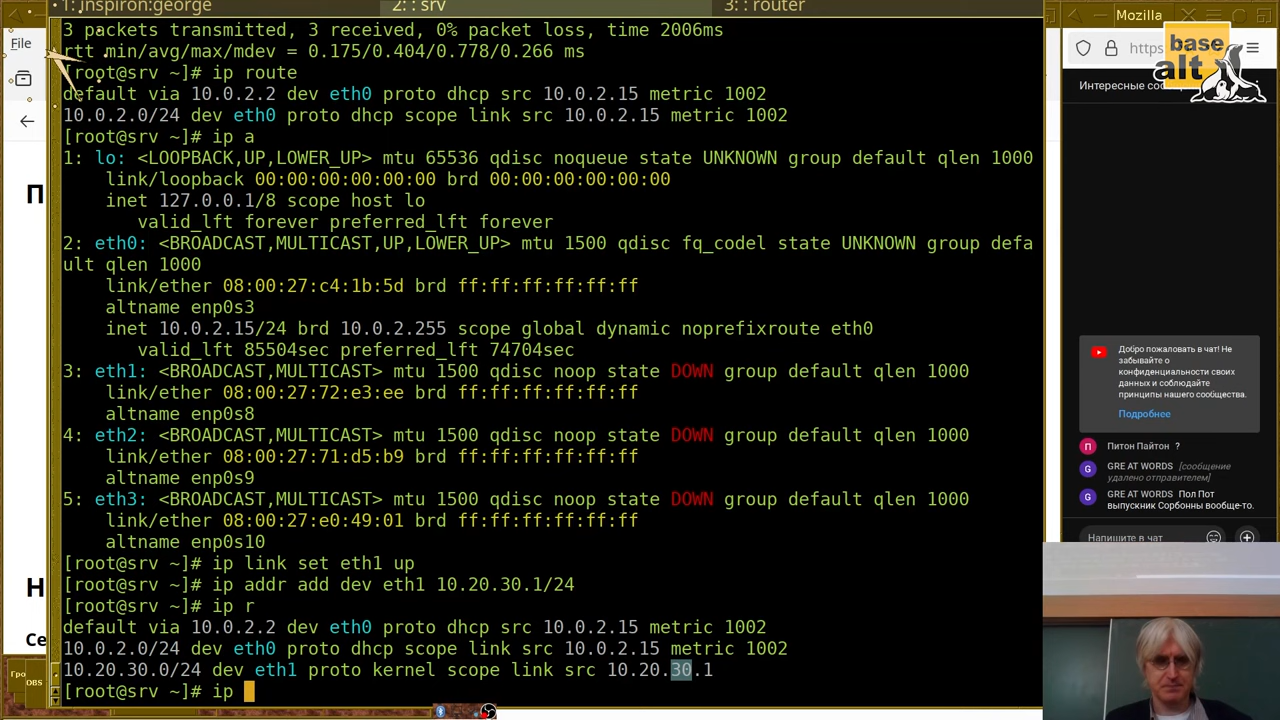 1: inspiron:george
2: : srv
3: : router
3 packets transmitted, 3 received, 0% packet loss, time 2006ms
rtt min/avg/max/mdev = 0.175/0.404/0.778/0.266 ms
[root@srv ~]# ip route
default via 10.0.2.2 dev eth0 proto dhcp src 10.0.2.15 metric 1002
10.0.2.0/24 dev eth0 proto dhcp scope link src 10.0.2.15 metric 1002
[root@srv ~]# ip a
1: lo: <LOOPBACK,UP,LOWER_UP> mtu 65536 qdisc noqueue state UNKNOWN group default qlen 1000
link/loopback 00:00:00:00:00:00 brd 00:00:00:00:00:00
inet 127.0.0.1/8 scope host lo
valid_lft forever preferred_lft forever
2: eth0: <BROADCAST,MULTICAST,UP,LOWER_UP> mtu 1500 qdisc fq_codel state UNKNOWN group defa
ult qlen 1000
link/ether 08:00:27:c4:1b:5d brd ff:ff:ff:ff:ff:ff
altname enp0s3
inet 10.0.2.15/24 brd 10.0.2.255 scope global dynamic noprefixroute eth0
valid_lft 85504sec preferred_lft 74704sec
3: eth1: <BROADCAST,MULTICAST> mtu 1500 qdisc noop state DOWN group default qlen 1000
link/ether 08:00:27:72:e3:ee brd ff:ff:ff:ff:ff:ff
altname enp0s8
4: eth2: <BROADCAST,MULTICAST> mtu 1500 qdisc noop state DOWN group default qlen 1000
link/ether 08:00:27:71:d5:b9 brd ff:ff:ff:ff:ff:ff
altname enp0s9
5: eth3: <BROADCAST,MULTICAST> mtu 1500 qdisc noop state DOWN group default qlen 1000
link/ether 08:00:27:e0:49:01 brd ff:ff:ff:ff:ff:ff
altname enp0s10
[root@srv ~]# ip link set eth1 up
[root@srv ~]# ip addr add dev eth1 10.20.30.1/24
[root@srv ~]# ip r
default via 10.0.2.2 dev eth0 proto dhcp src 10.0.2.15 metric 1002
10.0.2.0/24 dev eth0 proto dhcp scope link src 10.0.2.15 metric 1002
10.20.30.0/24 dev eth1 proto kernel scope link src 10.20.30.1
[root@srv ~]# ip
File
П
Н
Се
Гро
OBS
Mozilla
https
base
alt
Интересные соо
Добро пожаловать в чат! Не
забывайте о
конфиденциальности своих
данных и соблюдайте
принципы нашего сообщества.
Подробнее
П Питон Пайтон ?
G GRE AT WORDS [сообщение
удалено отправителем]
G GRE AT WORDS Пол Пот
выпускник Сорбонны вообще-то.
Напишите в чат